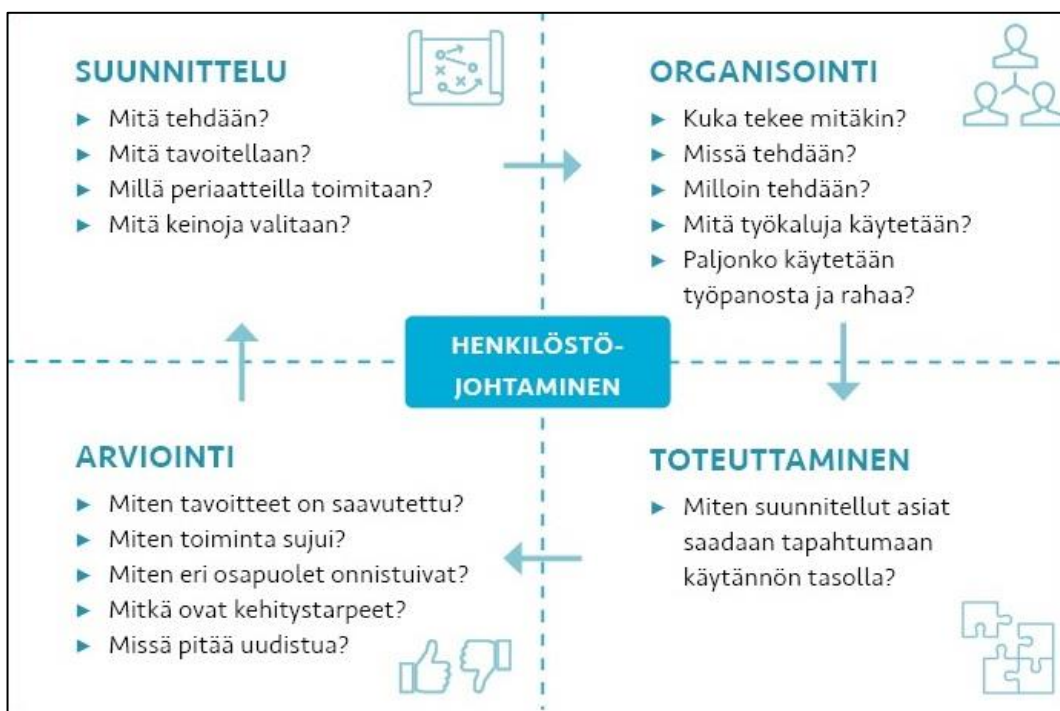 SUUNNITTELU
► Mitä tehdään?
► Mitä tavoitellaan?
► Millä periaatteilla toimitaan?
► Mitä keinoja valitaan?
ORGANISOINTI
► Kuka tekee mitäkin?
► Missä tehdään?
► Milloin tehdään?
► Mitä työkaluja käytetään?
► Paljonko käytetään
työpanosta ja rahaa?
HENKILÖSTÖ-
JOHTAMINEN
ARVIOINTI
► Miten tavoitteet on saavutettu?
► Miten toiminta sujui?
► Miten eri osapuolet onnistuivat?
► Mitkä ovat kehitystarpeet?
► Missä pitää uudistua?
TOTEUTTAMINEN
► Miten suunnitellut asiat
saadaan tapahtumaan
käytännön tasolla?